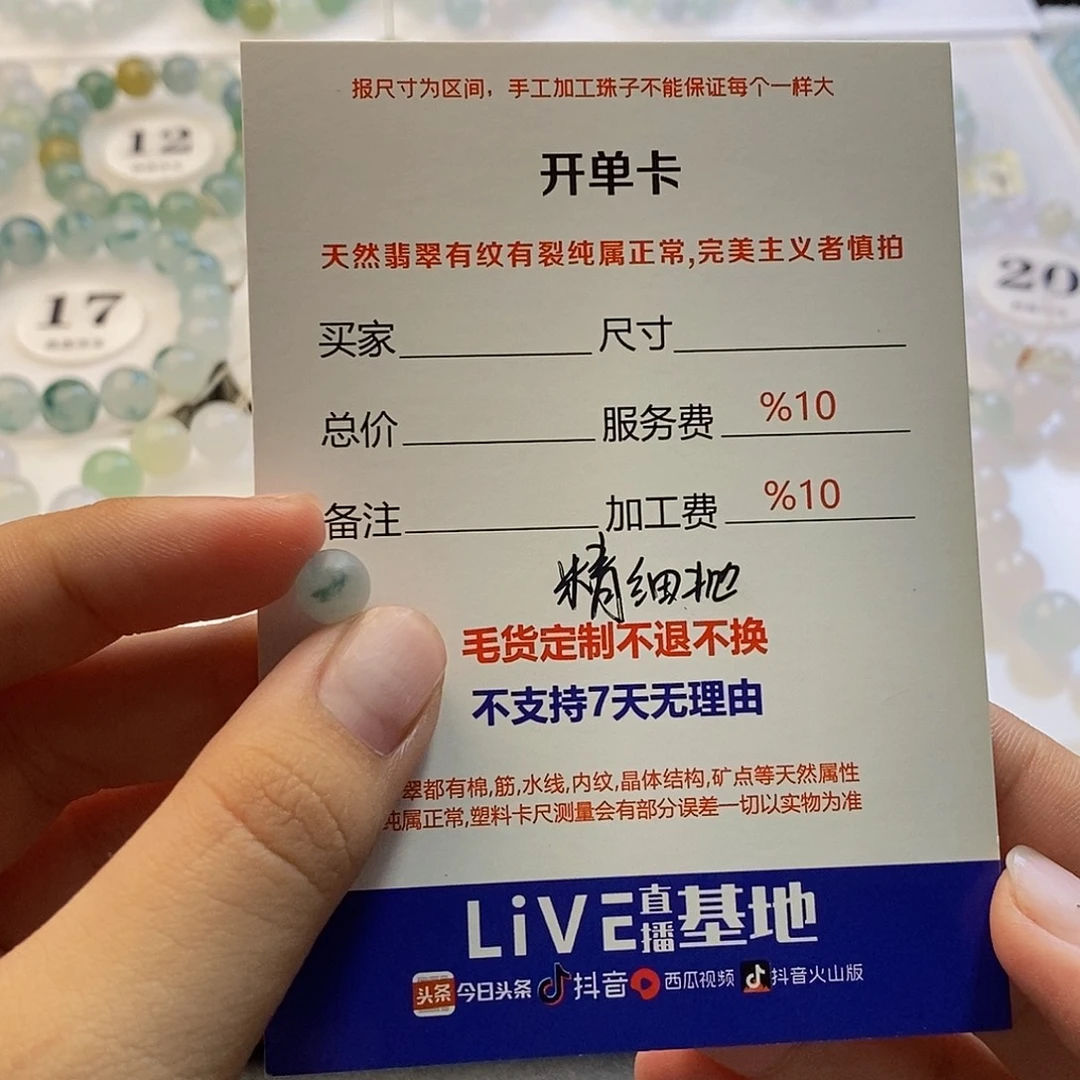 报尺寸为区间，手工加工珠子不能保证每个一样大
开单卡
天然翡翠有纹有裂纯属正常,完美主义者慎拍
买家 尺寸
总价 服务费 %10
备注 加工费 %10
精细抛
毛货定制不退不换
不支持7天无理由
翠都有棉,筋,水线,内纹,晶体结构,矿点等天然属性
纯属正常,塑料卡尺测量会有部分误差一切以实物为准
LiVE直播基地
头条 今日头条 抖音 西瓜视频 抖音火山版
12
17
20